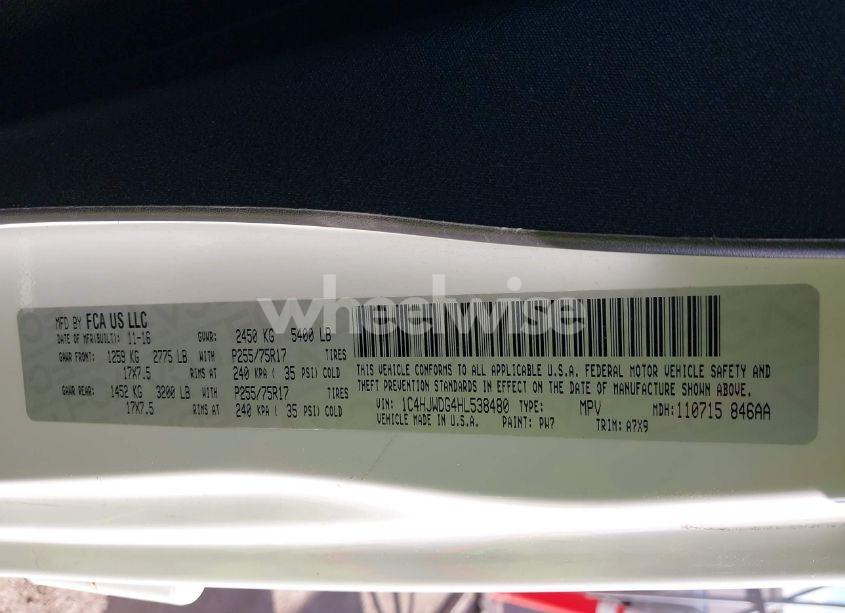 wheelwise
MFD BY FCA US LLC
DATE OF MFR(BUILT): 11-16 GVWR: 2450 KG 5400 LB
GAWR FRONT: 1259 KG 2775 LB WITH P255/75R17 TIRES
17X7.5 RIMS AT 240 KPA ( 35 PSI) COLD
GAWR REAR: 1452 KG 3200 LB WITH P255/75R17 TIRES
17X7.5 RIMS AT 240 KPA ( 35 PSI) COLD
THIS VEHICLE CONFORMS TO ALL APPLICABLE U.S.A. FEDERAL MOTOR VEHICLE SAFETY AND
THEFT PREVENTION STANDARDS IN EFFECT ON THE DATE OF MANUFACTURE SHOWN ABOVE.
VIN: 1C4HJWDG4HL538480 TYPE: MPV MDH: 110715 846AA
VEHICLE MADE IN U.S.A. PAINT: PW7 TRIM: A7X9